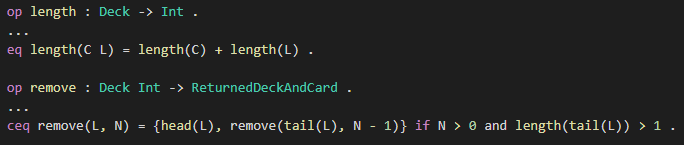 op length : Deck -> Int .
...
eq length(C L) = length(C) + length(L) .
op remove : Deck Int -> ReturnedDeckAndCard .
...
ceq remove(L, N) = {head(L), remove(tail(L), N - 1)} if N > 0 and length(tail(L)) > 1 .